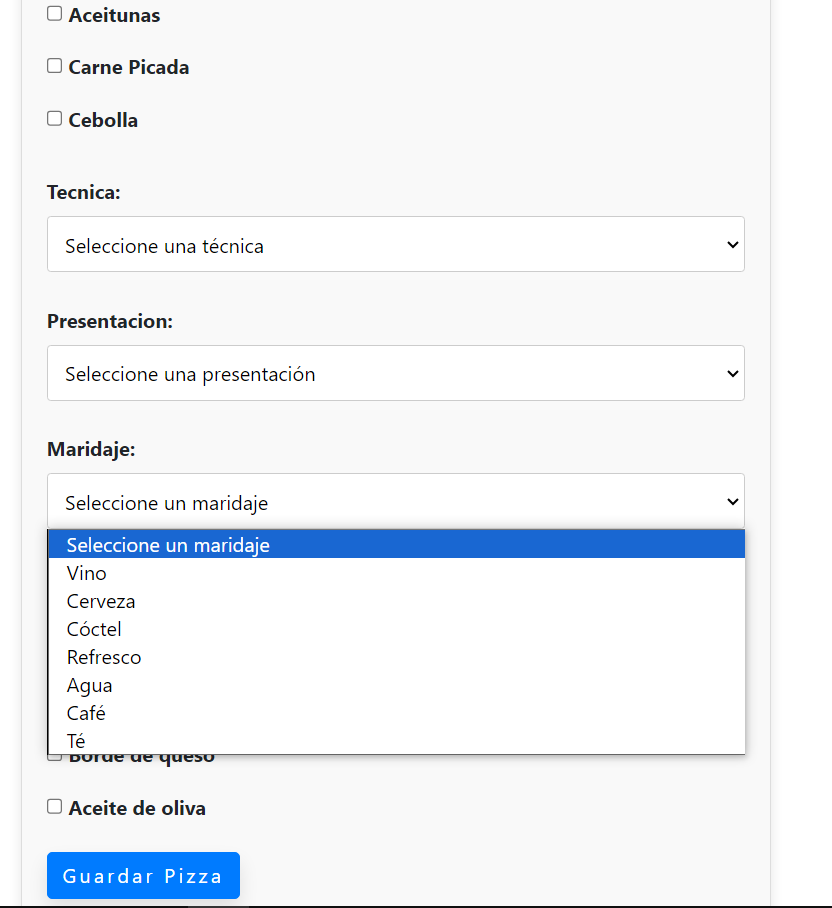 Aceitunas
Carne Picada
Cebolla
Tecnica:
Seleccione una técnica
Presentacion:
Seleccione una presentación
Maridaje:
Seleccione un maridaje
Seleccione un maridaje
Vino
Cerveza
Cóctel
Refresco
Agua
Café
Té
Borde de queso
Aceite de oliva
Guardar Pizza